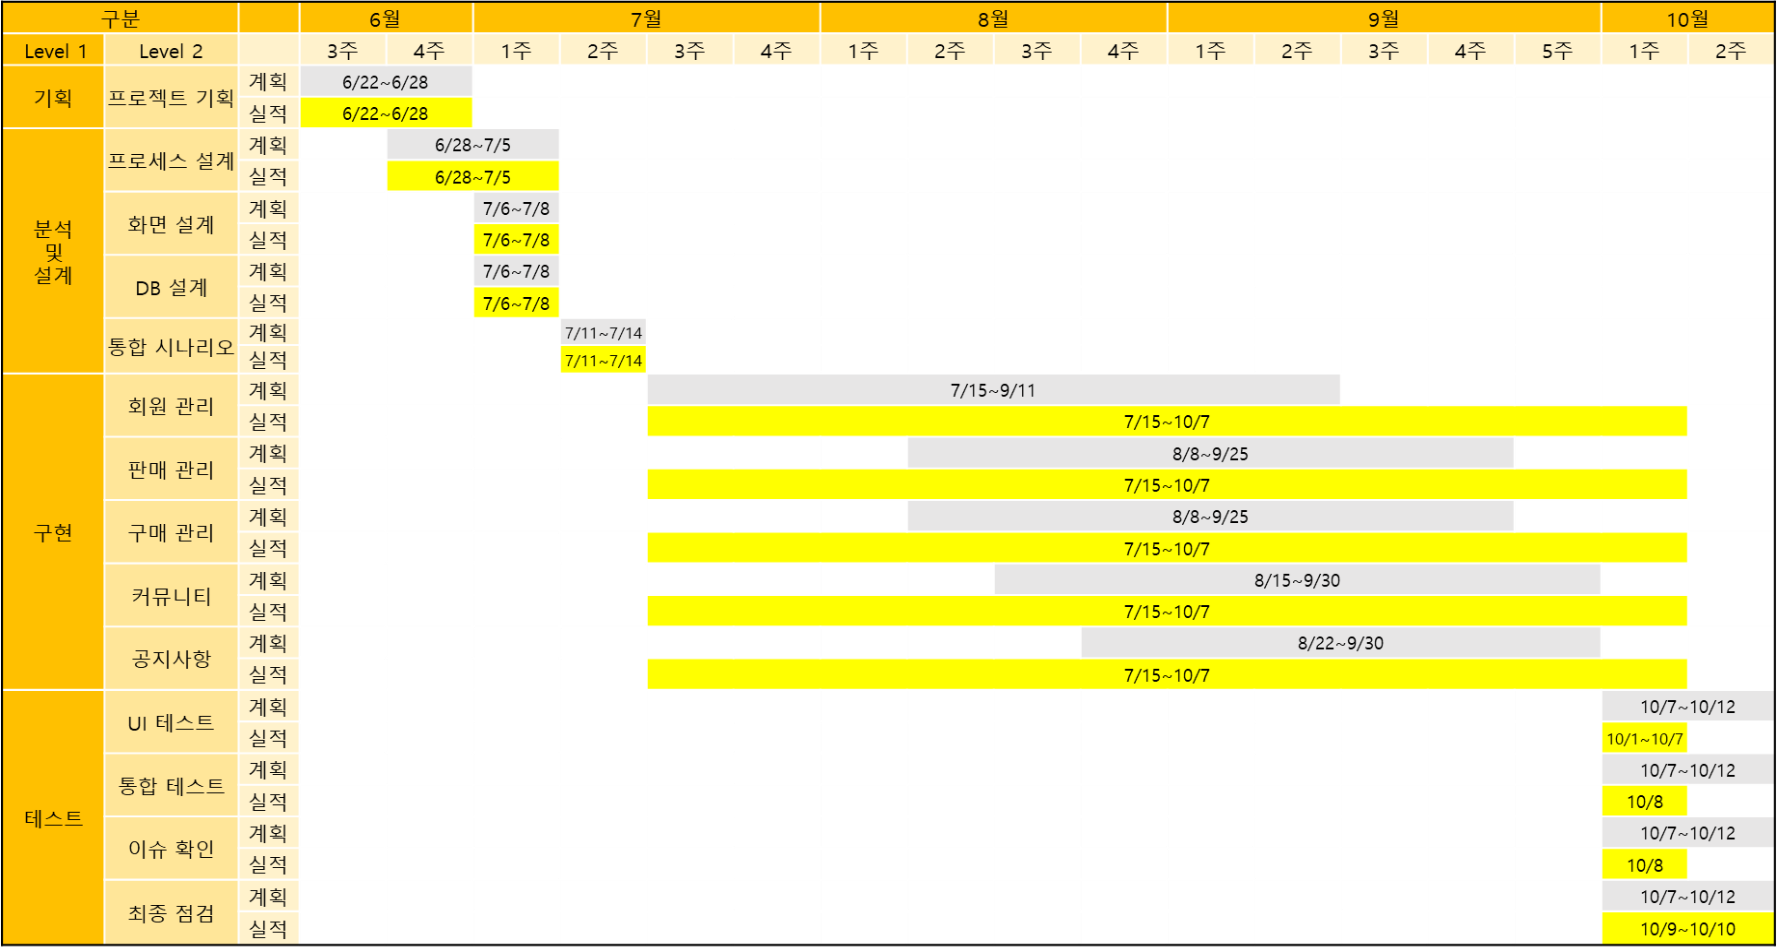 구분 6월 7월 8월 9월 10월
Level 1 Level 2 3주 4주 1주 2주 3주 4주 1주 2주 3주 4주 1주 2주 3주 4주 5주 1주 2주
기획 프로젝트 기획 계획 6/22~6/28
실적 6/22~6/28
분석
및
설계
프로세스 설계 계획 6/28~7/5
실적 6/28~7/5
화면 설계 계획 7/6~7/8
실적 7/6~7/8
DB 설계 계획 7/6~7/8
실적 7/6~7/8
통합 시나리오 계획 7/11~7/14
실적 7/11~7/14
구현 회원 관리 계획 7/15~9/11
실적 7/15~10/7
판매 관리 계획 8/8~9/25
실적 7/15~10/7
구매 관리 계획 8/8~9/25
실적 7/15~10/7
커뮤니티 계획 8/15~9/30
실적 7/15~10/7
공지사항 계획 8/22~9/30
실적 7/15~10/7
테스트 UI 테스트 계획 10/7~10/12
실적 10/1~10/7
통합 테스트 계획 10/7~10/12
실적 10/8
이슈 확인 계획 10/7~10/12
실적 10/8
최종 점검 계획 10/7~10/12
실적 10/9~10/10